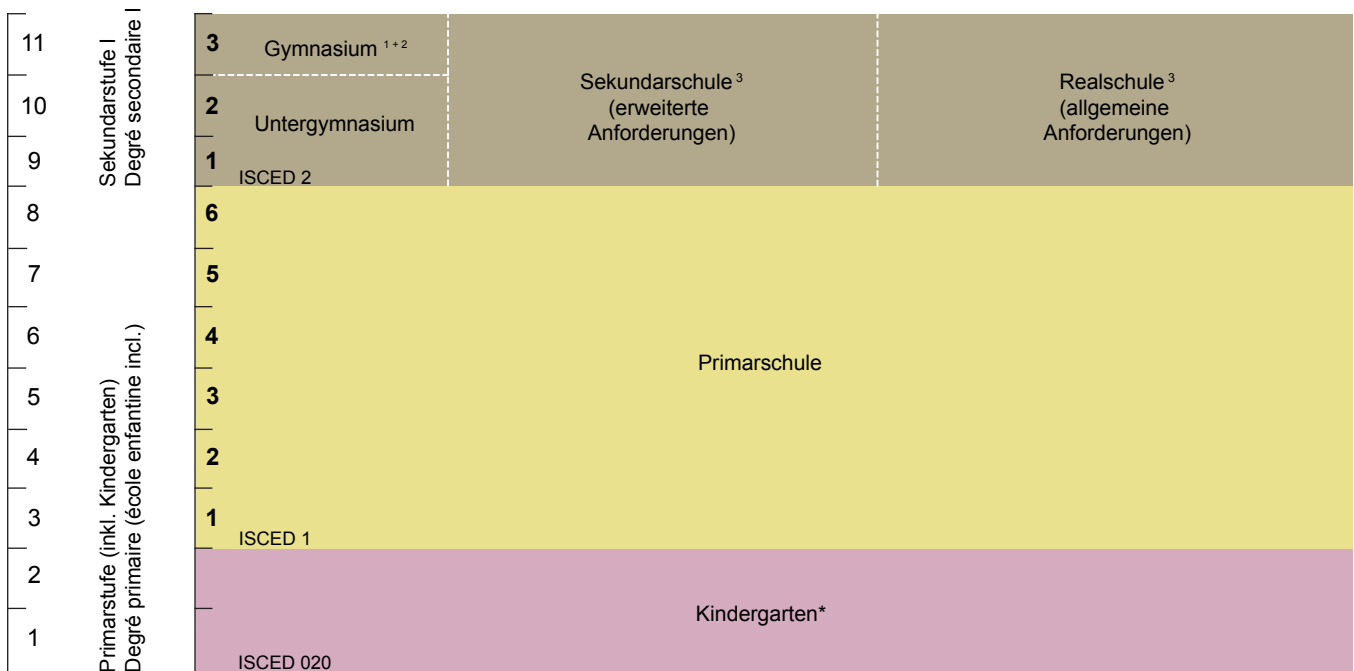 11
10
9
8
7
6
5
4
3
2
1
Sekundarstufe I
Degré secondaire I
Primarstufe (inkl. Kindergarten)
Degré primaire (école enfantine incl.)
3
2
1
6
5
4
3
2
1
Gymnasium 1 + 2
Untergymnasium
ISCED 2
Sekundarschule 3
(erweiterte
Anforderungen)
Realschule 3
(allgemeine
Anforderungen)
Primarschule
ISCED 1
Kindergarten*
ISCED 020